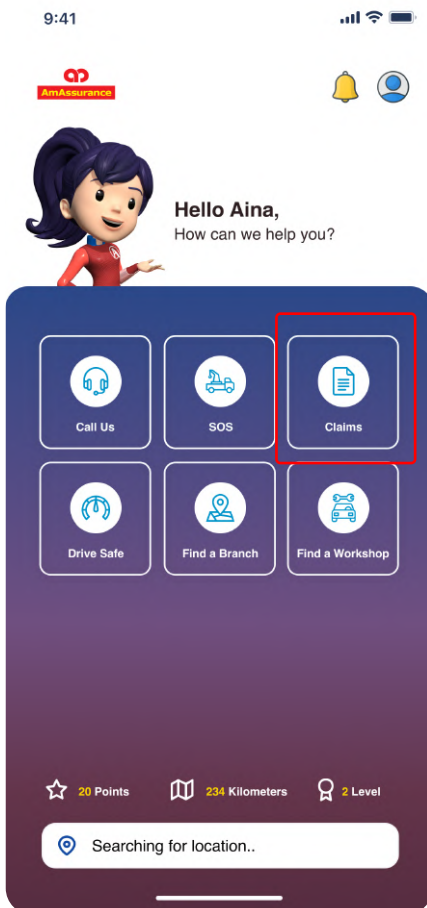 9:41
AmAssurance
Hello Aina,
How can we help you?
Call Us
SOS
Claims
Drive Safe
Find a Branch
Find a Workshop
20 Points
234 Kilometers
2 Level
Searching for location..